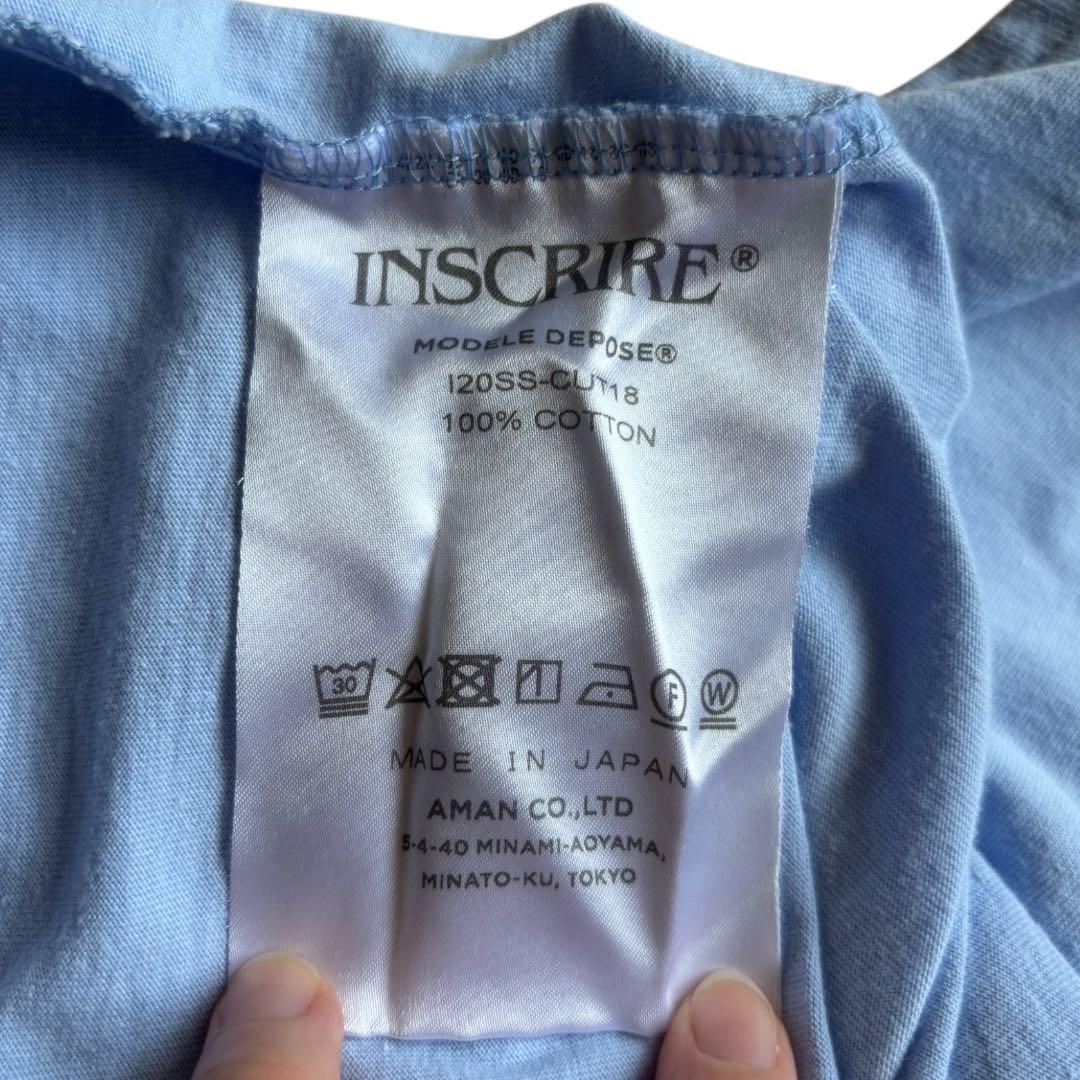 INSCRIRE®
MODELE DEPOSE®
I20SS-CUT18
100% COTTON
30
F W
MADE IN JAPAN
AMAN CO.,LTD
5-4-40 MINAMI-AOYAMA,
MINATO-KU, TOKYO